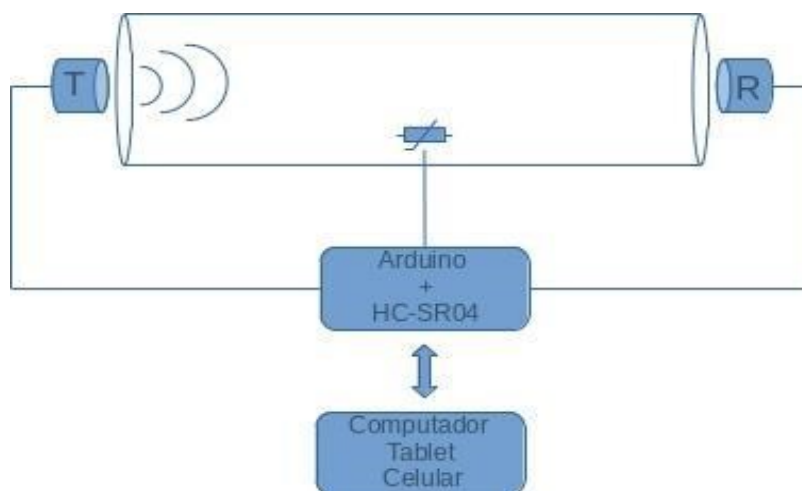 T
R
Arduino
+
HC-SR04
Computador
Tablet
Celular